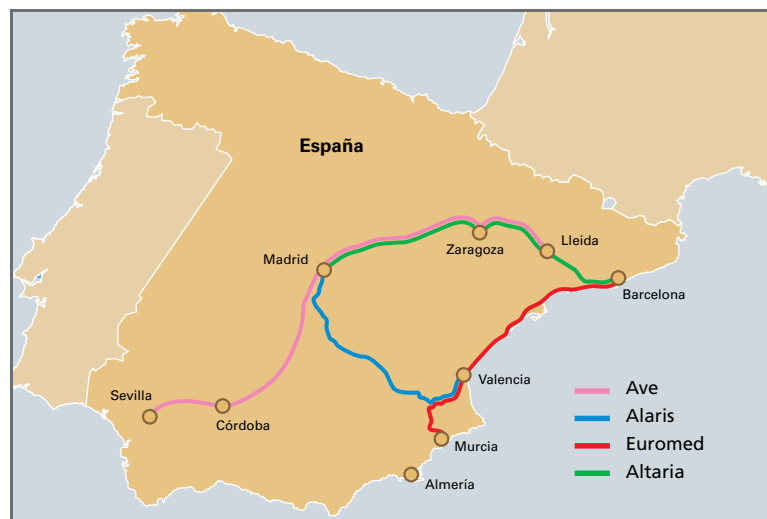 España
Madrid
Zaragoza
Lleida
Barcelona
Valencia
Sevilla
Córdoba
Murcia
Almería
Ave
Alaris
Euromed
Altaria